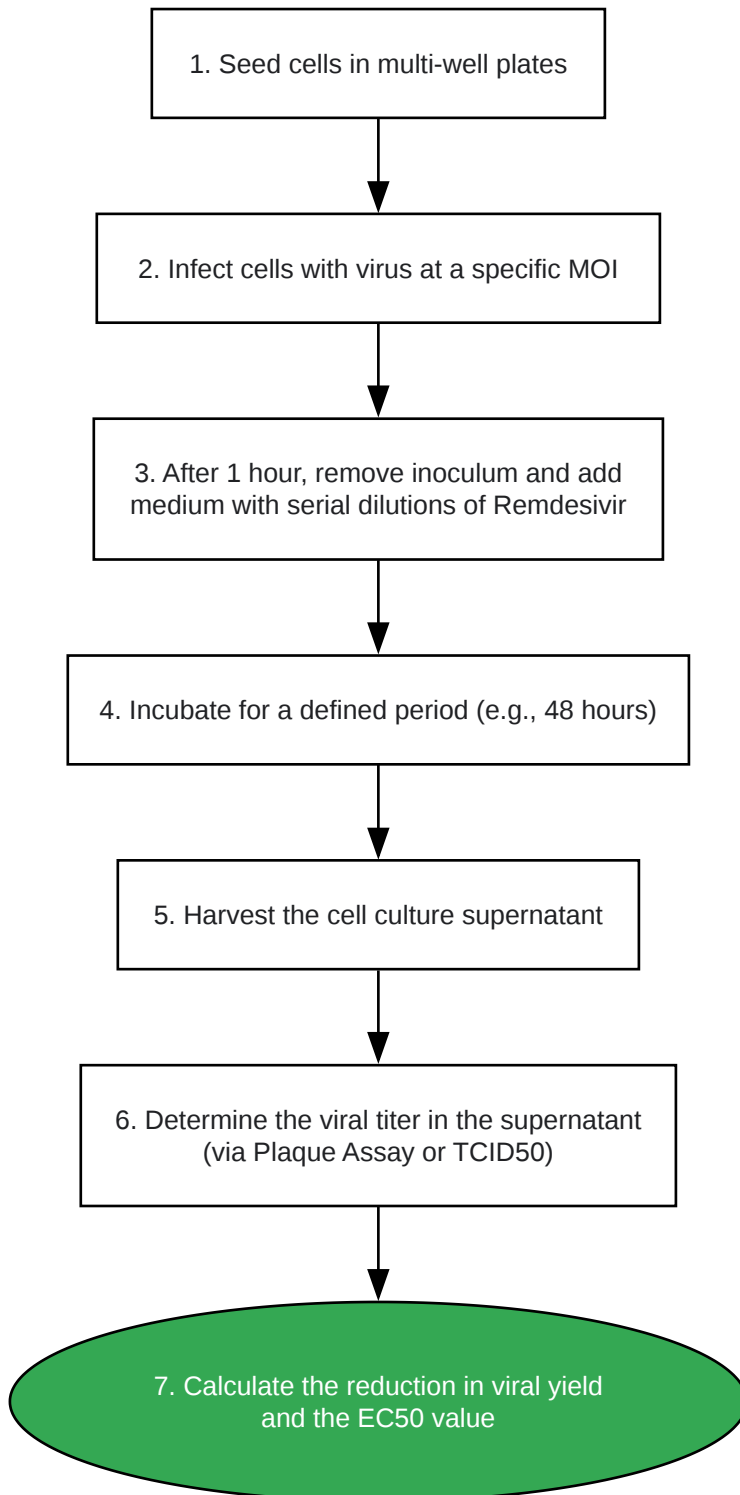 1. Seed cells in multi-well plates
2. Infect cells with virus at a specific MOI
3. After 1 hour, remove inoculum and add
medium with serial dilutions of Remdesivir
4. Incubate for a defined period (e.g., 48 hours)
5. Harvest the cell culture supernatant
6. Determine the viral titer in the supernatant
(via Plaque Assay or TCID50)
7. Calculate the reduction in viral yield
and the EC50 value